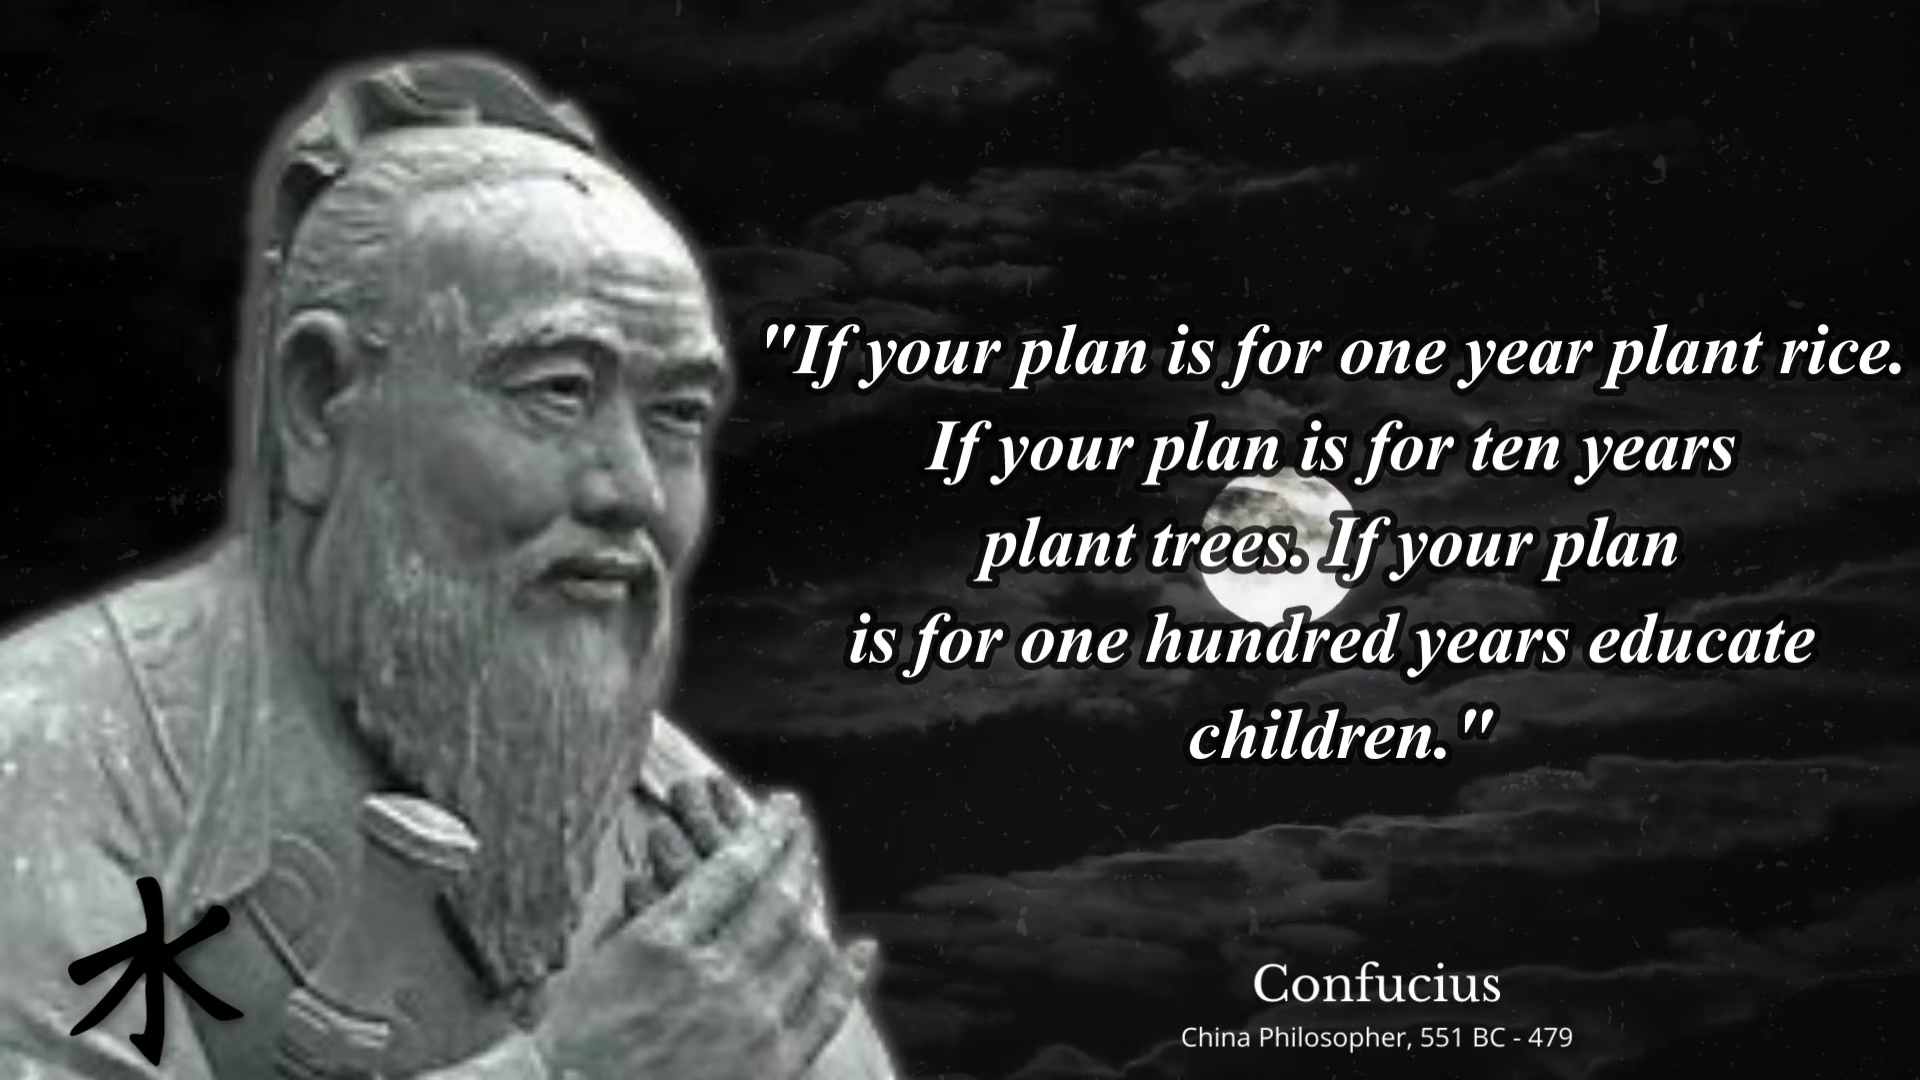 "If your plan is for one year plant rice.
If your plan is for ten years
plant trees. If your plan
is for one hundred years educate
children."
Confucius
China Philosopher, 551 BC - 479
水